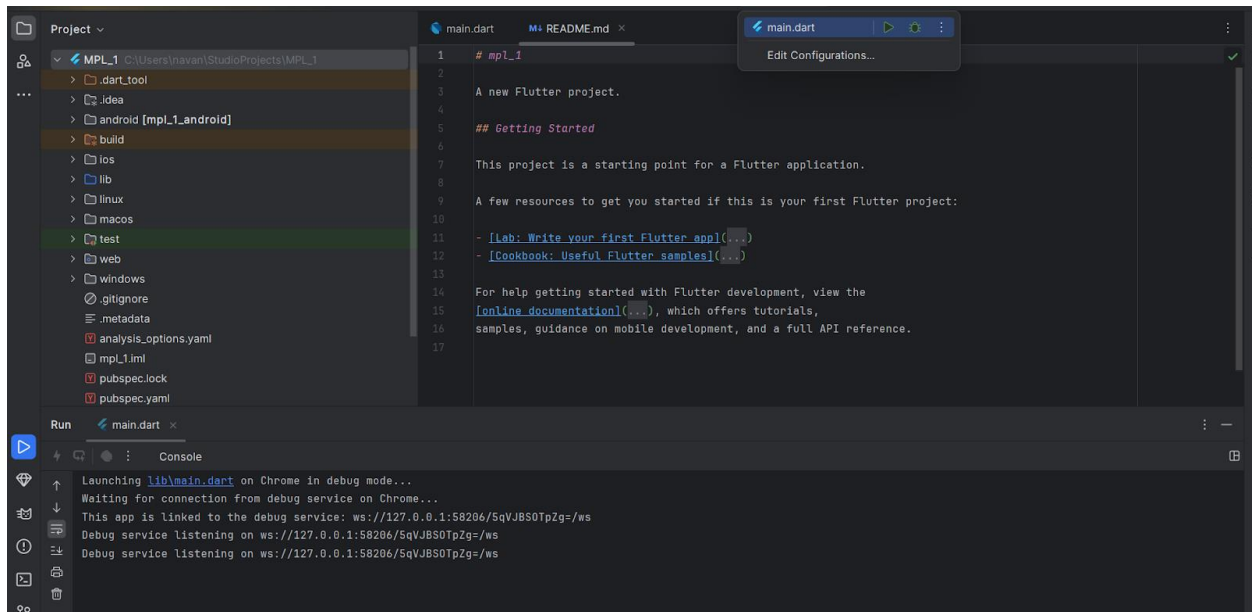 Project
main.dart
M↓ README.md
main.dart
Edit Configurations...
MPL_1 C:\Users\navan\StudioProjects\MPL_1
.dart_tool
.idea
android [mpl_1_android]
build
ios
lib
linux
macos
test
web
windows
.gitignore
.metadata
analysis_options.yaml
mpl_1.iml
pubspec.lock
pubspec.yaml
1 # mpl_1
2
3 A new Flutter project.
4
5 ## Getting Started
6
7 This project is a starting point for a Flutter application.
8
9 A few resources to get you started if this is your first Flutter project:
10
11 - [Lab: Write your first Flutter app](...)
12 - [Cookbook: Useful Flutter samples](...)
13
14 For help getting started with Flutter development, view the
15 [online documentation](...), which offers tutorials,
16 samples, guidance on mobile development, and a full API reference.
17
Run main.dart
Console
Launching lib\main.dart on Chrome in debug mode...
Waiting for connection from debug service on Chrome...
This app is linked to the debug service: ws://127.0.0.1:58206/5qVJBSOTpZg=/ws
Debug service listening on ws://127.0.0.1:58206/5qVJBSOTpZg=/ws
Debug service listening on ws://127.0.0.1:58206/5qVJBSOTpZg=/ws